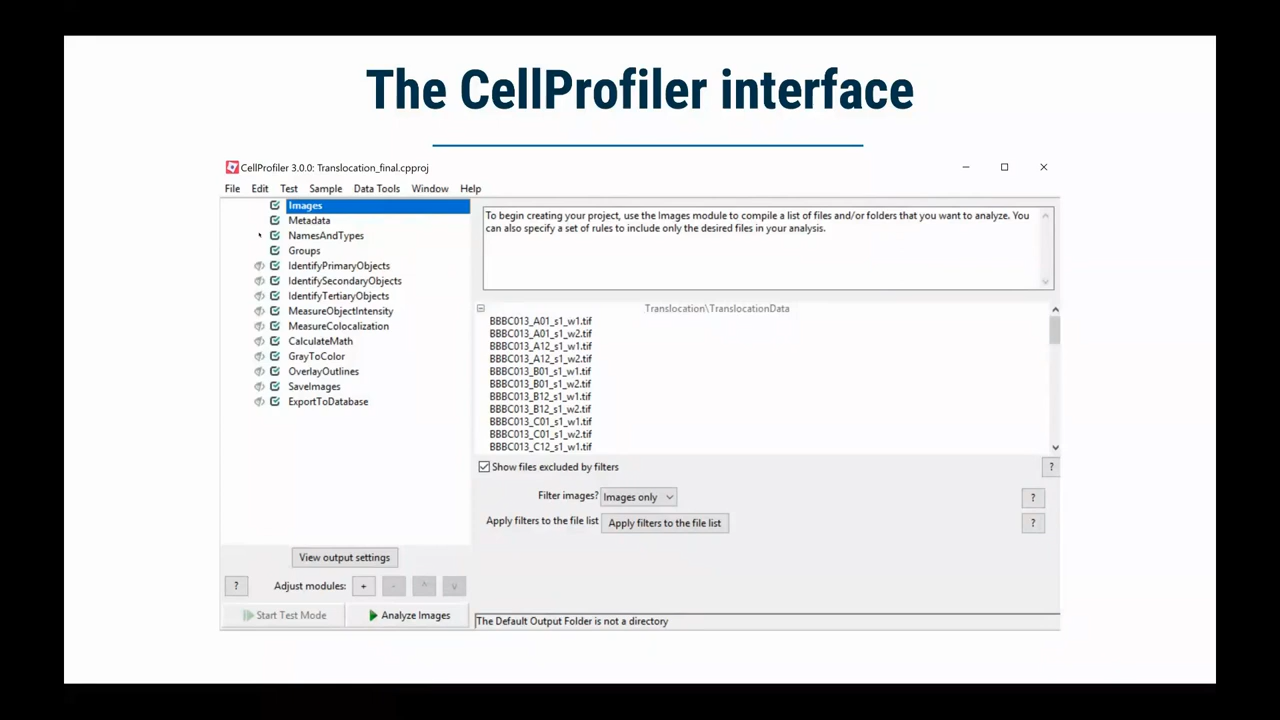 The CellProfiler interface
CellProfiler 3.0.0: Translocation_final.cpproj
File Edit Test Sample Data Tools Window Help
Images
Metadata
NamesAndTypes
Groups
IdentifyPrimaryObjects
IdentifySecondaryObjects
IdentifyTertiaryObjects
MeasureObjectIntensity
MeasureColocalization
CalculateMath
GrayToColor
OverlayOutlines
SaveImages
ExportToDatabase
View output settings
? Adjust modules: + - ^ v
Start Test Mode Analyze Images
To begin creating your project, use the Images module to compile a list of files and/or folders that you want to analyze. You
can also specify a set of rules to include only the desired files in your analysis.
Translocation\TranslocationData
BBBC013_A01_s1_w1.tif
BBBC013_A01_s1_w2.tif
BBBC013_A12_s1_w1.tif
BBBC013_A12_s1_w2.tif
BBBC013_B01_s1_w1.tif
BBBC013_B01_s1_w2.tif
BBBC013_B12_s1_w1.tif
BBBC013_B12_s1_w2.tif
BBBC013_C01_s1_w1.tif
BBBC013_C01_s1_w2.tif
BBBC013_C12_s1_w1.tif
Show files excluded by filters ?
Filter images? Images only ?
Apply filters to the file list Apply filters to the file list ?
The Default Output Folder is not a directory